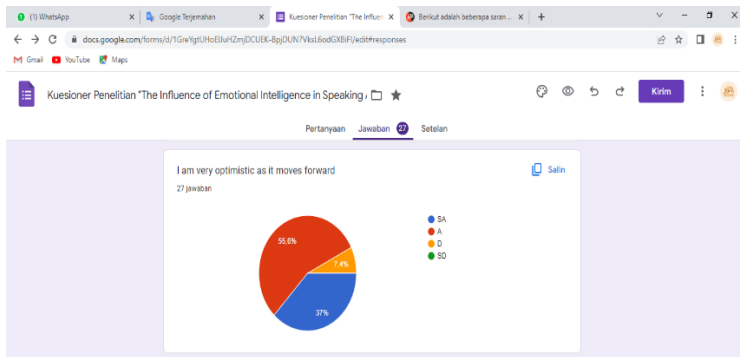 (1) WhatsApp
Google Terjemahan
Kuesioner Penelitian "The Influen
Berikut adalah beberapa saran ...
docs.google.com/forms/d/1GreYgtUHoEIJuHZmjDCUEK-8pjDUN7VksL6odGXBiFI/edit#responses
Gmail
YouTube
Maps
Kuesioner Penelitian "The Influence of Emotional Intelligence in Speaking
Kirim
Pertanyaan
Jawaban 27
Setelan
I am very optimistic as it moves forward
Salin
27 jawaban
SA
A
D
SD
55,6%
7,4%
37%